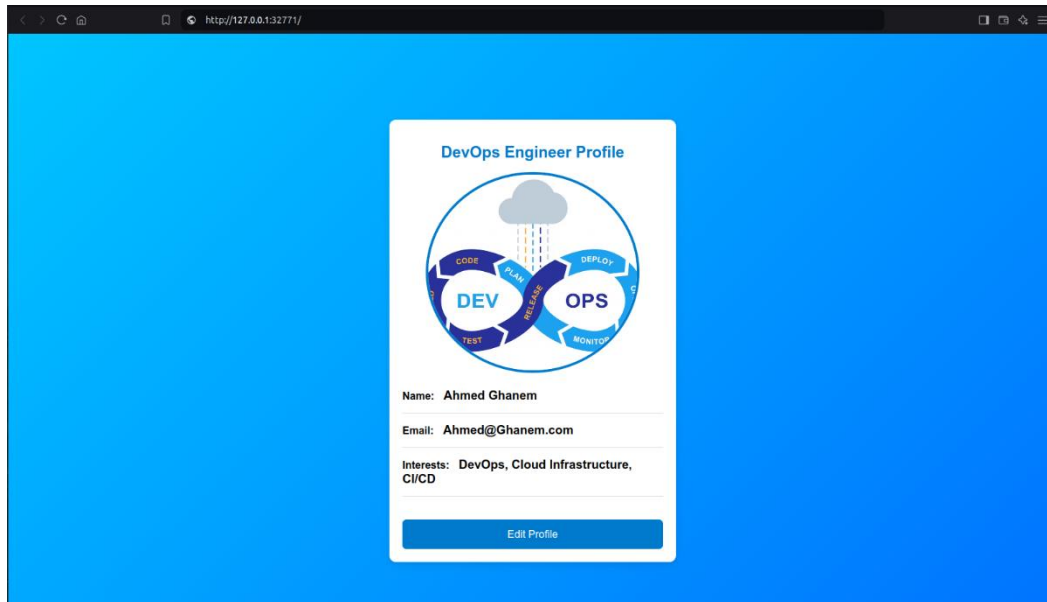 http://127.0.0.1:32771/
DevOps Engineer Profile
CODE
PLAN
DEPLOY
DEV
RELEASE
OPS
TEST
MONITOR
Name: Ahmed Ghanem
Email: Ahmed@Ghanem.com
Interests: DevOps, Cloud Infrastructure,
CI/CD
Edit Profile